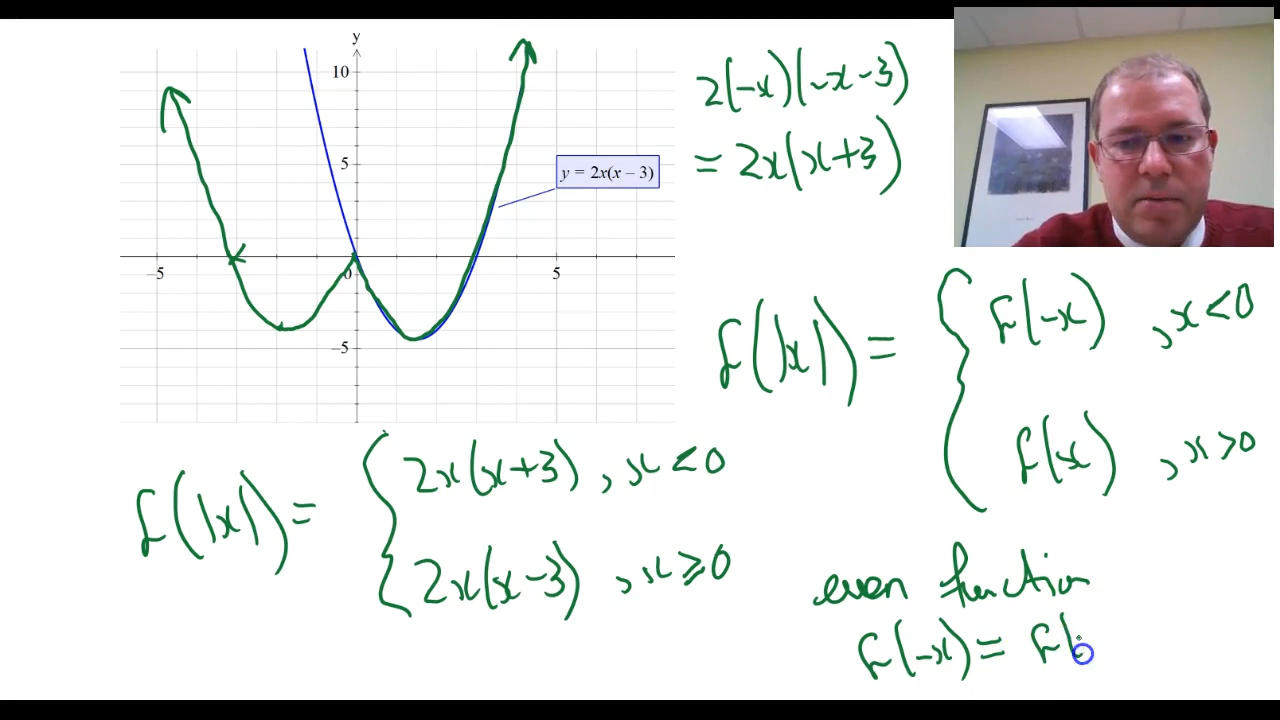 y
10
5
-5
0
5
-5
y = 2x(x – 3)
2(-x)(-x-3)
= 2x(x+3)
f(|x|) = { f(-x) , x<0
f(x) , x>0
f(|x|) = { 2x(x+3) , x<0
2x(x-3) , x≥0
even function
f(-x) = f(